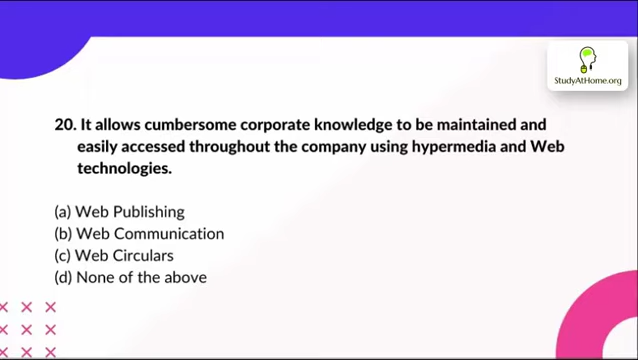 StudyAtHome.org
20. It allows cumbersome corporate knowledge to be maintained and
easily accessed throughout the company using hypermedia and Web
technologies.
(a) Web Publishing
(b) Web Communication
(c) Web Circulars
(d) None of the above